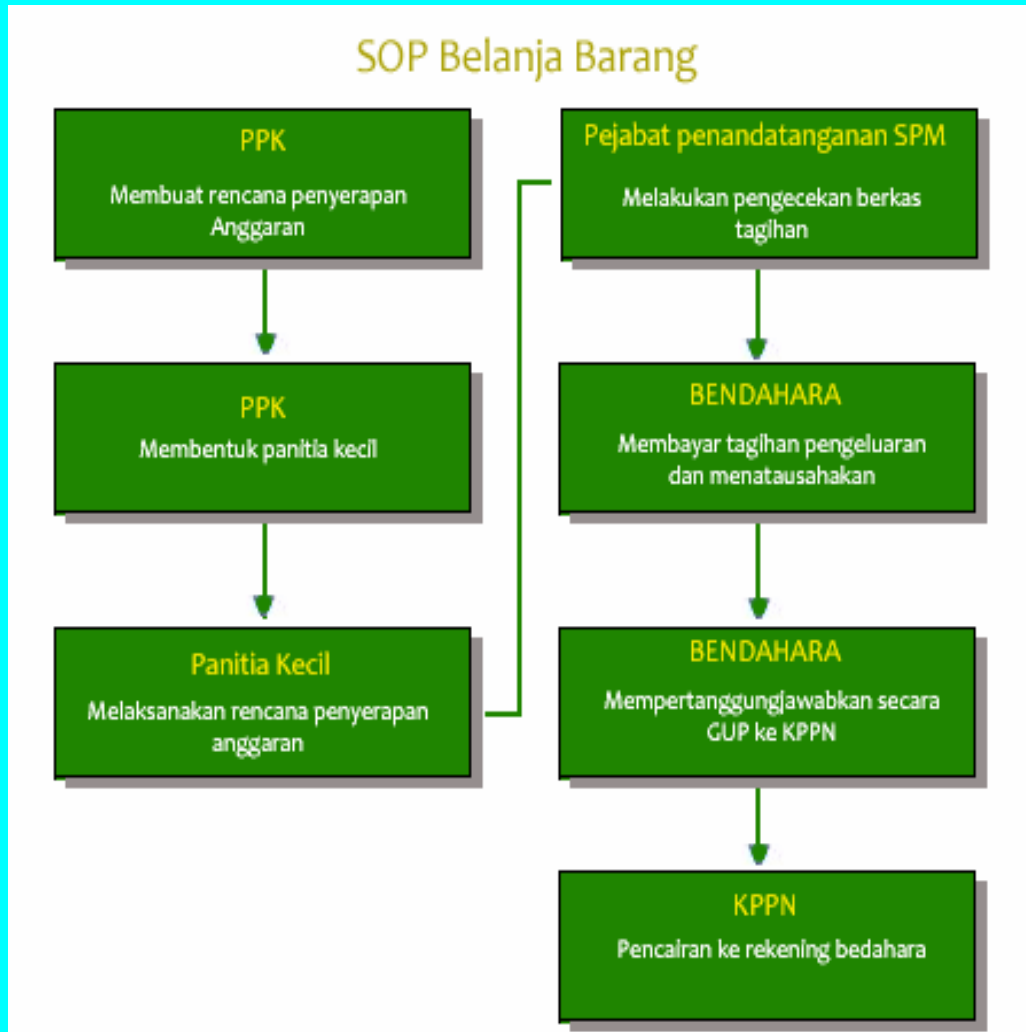 SOP Belanja Barang
PPK
Membuat rencana penyerapan
Anggaran
PPK
Membentuk panitia kecil
Panitia Kecil
Melaksanakan rencana penyerapan
anggaran
Pejabat penandatanganan SPM
Melakukan pengecekan berkas
tagihan
BENDAHARA
Membayar tagihan pengeluaran
dan menatausahakan
BENDAHARA
Mempertanggungjawabkan secara
GUP ke KPPN
KPPN
Pencairan ke rekening bedahara